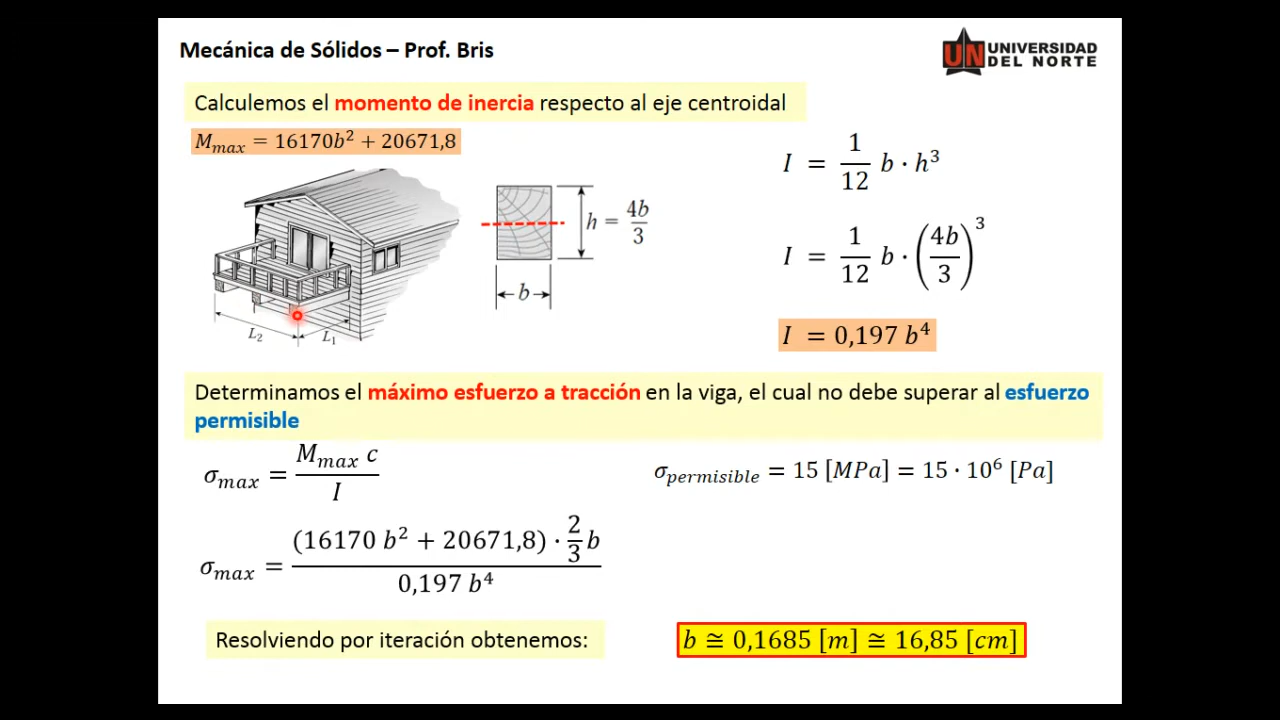 Mecánica de Sólidos – Prof. Bris
UN UNIVERSIDAD
DEL NORTE
Calculemos el momento de inercia respecto al eje centroidal
M_max = 16170b² + 20671,8
h = 4b/3
b
L₂
L₁
I = 1/12 b · h³
I = 1/12 b · (4b/3)³
I = 0,197 b⁴
Determinamos el máximo esfuerzo a tracción en la viga, el cual no debe superar al esfuerzo
permisible
σ_max = M_max c / I
σ_permisible = 15 [MPa] = 15 · 10⁶ [Pa]
σ_max = (16170 b² + 20671,8) · 2/3 b / 0,197 b⁴
Resolviendo por iteración obtenemos:
b ≅ 0,1685 [m] ≅ 16,85 [cm]